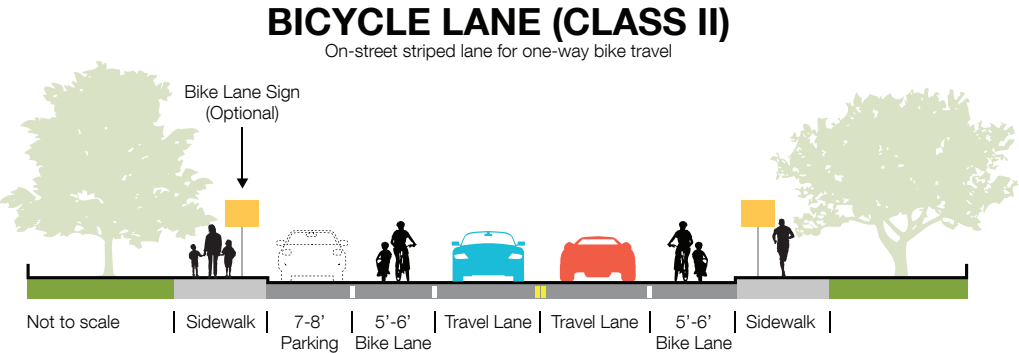 BICYCLE LANE (CLASS II)
On-street striped lane for one-way bike travel
Bike Lane Sign
(Optional)
Not to scale
Sidewalk
7-8’
Parking
5’-6’
Bike Lane
Travel Lane
Travel Lane
5’-6’
Bike Lane
Sidewalk